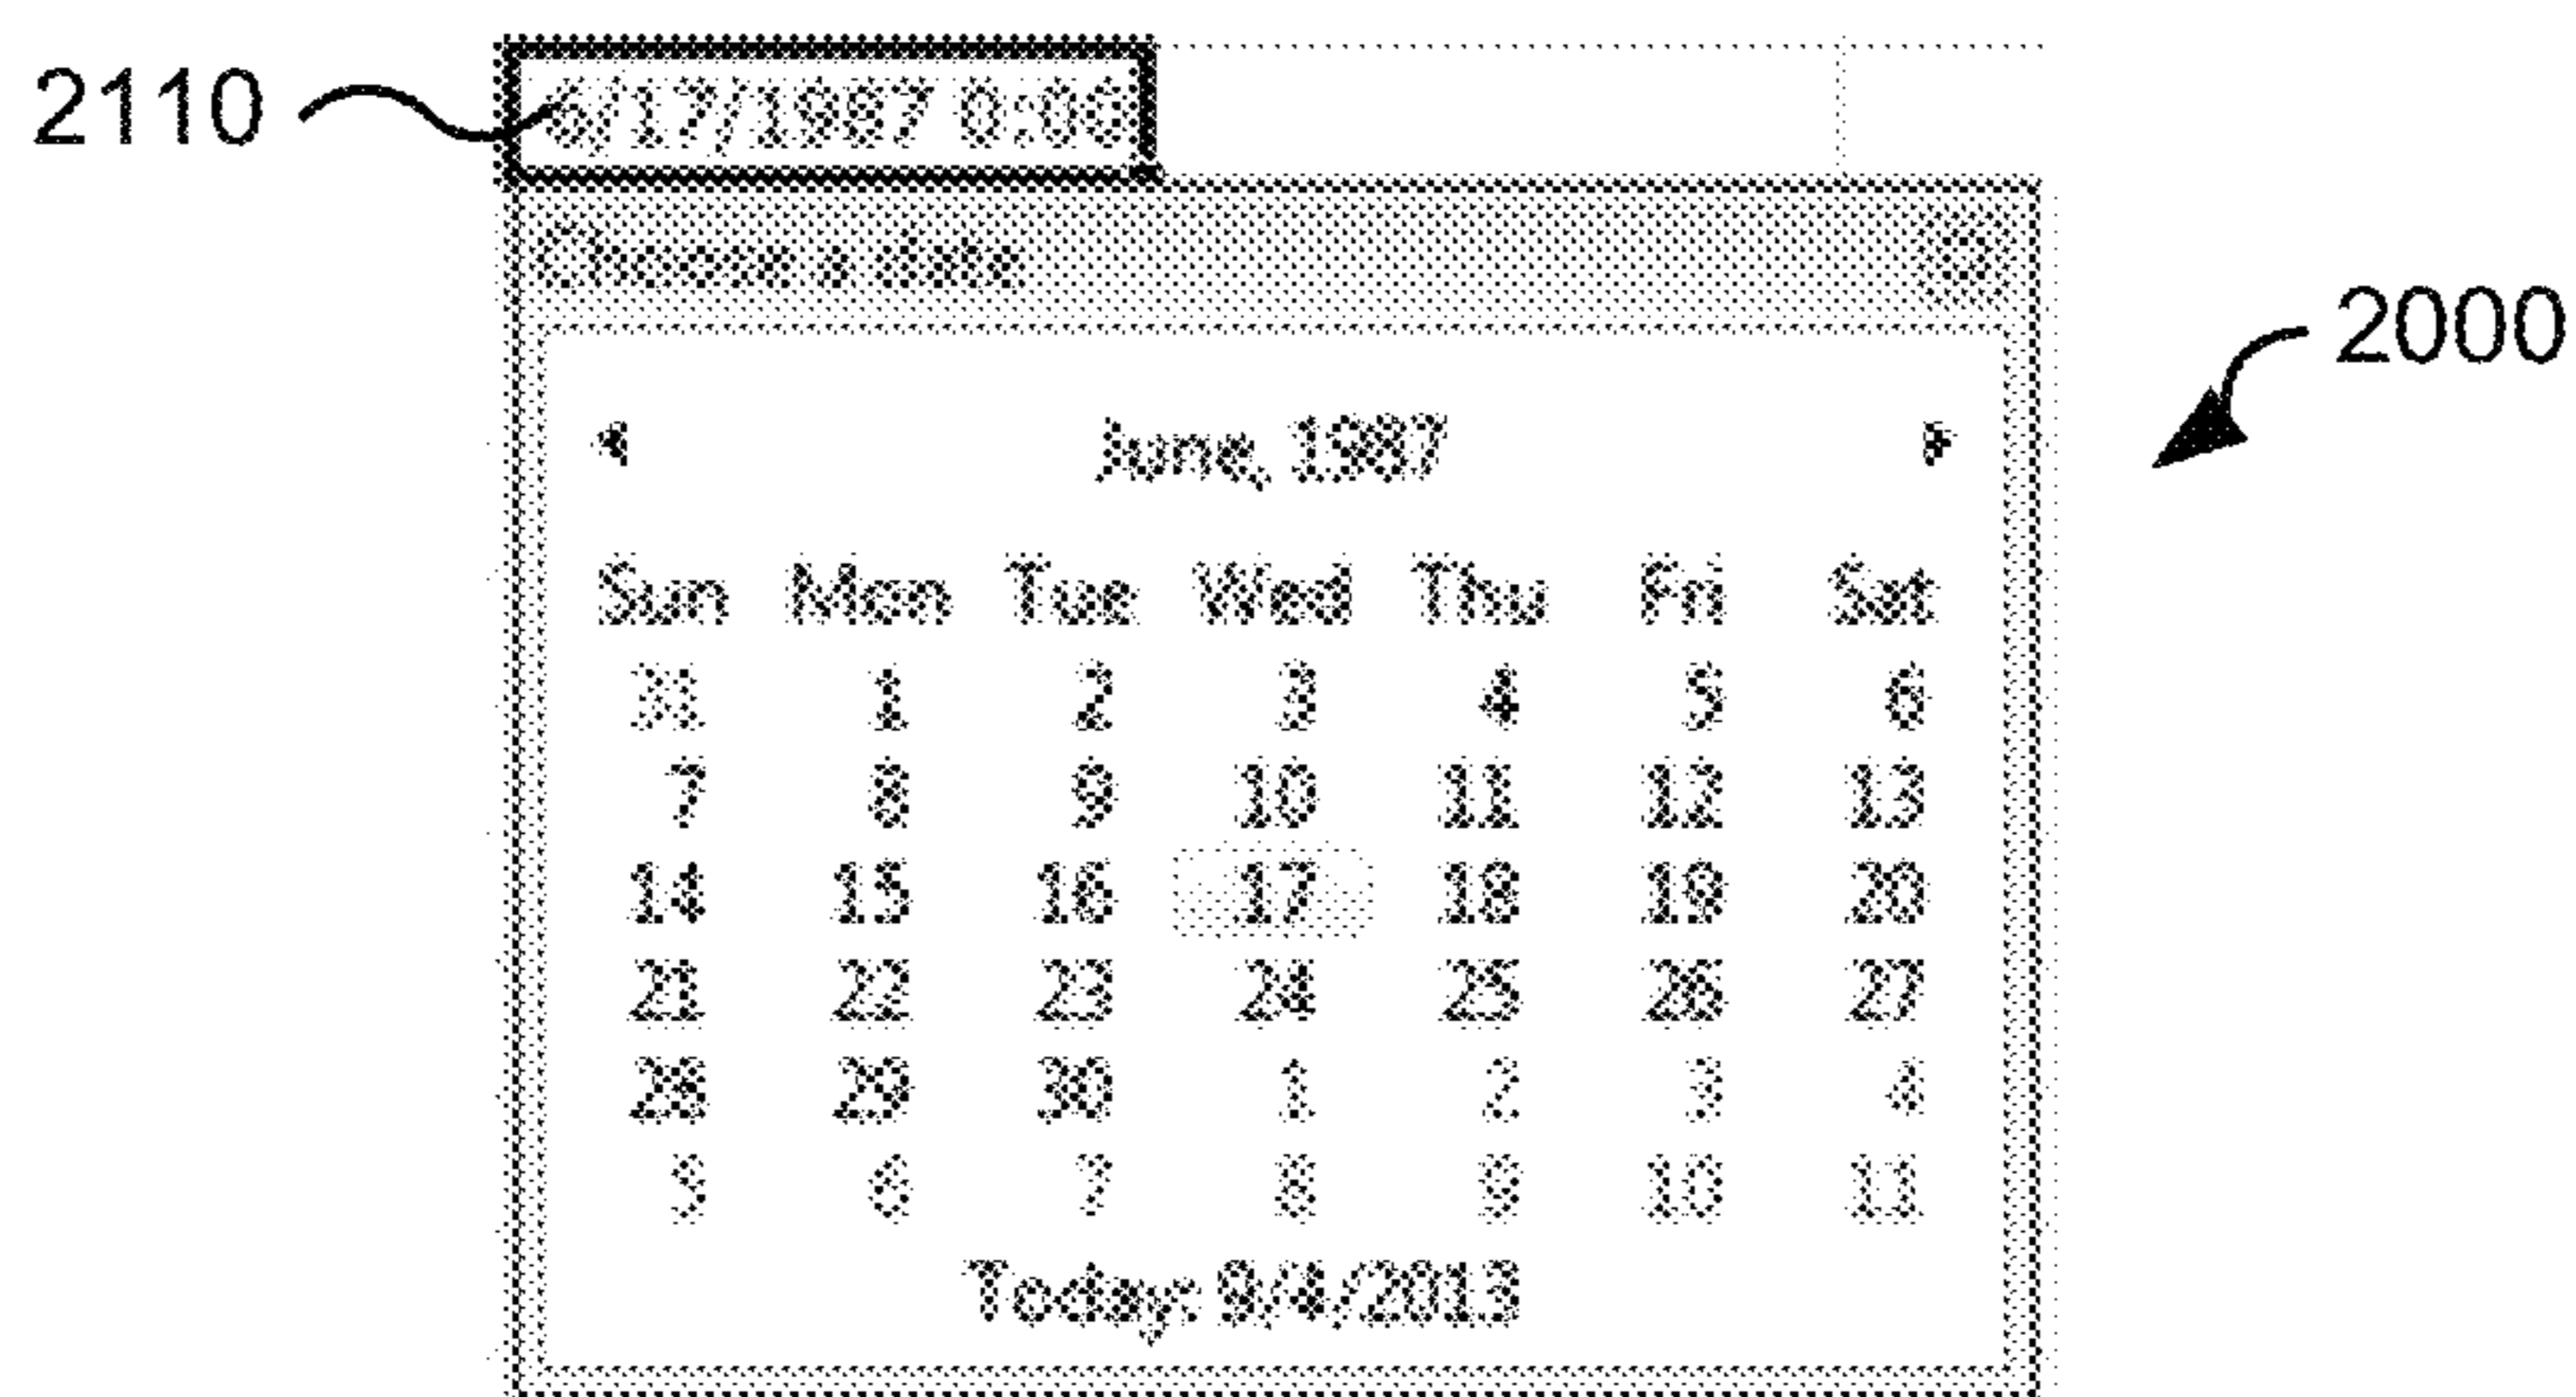 2110
6/17/1987 0:00
Choose a date
2000
June, 1987
Sun Mon Tue Wed Thu Fri Sat
31 1 2 3 4 5 6
7 8 9 10 11 12 13
14 15 16 17 18 19 20
21 22 23 24 25 26 27
28 29 30 1 2 3 4
5 6 7 8 9 10 11
Today: 9/4/2013